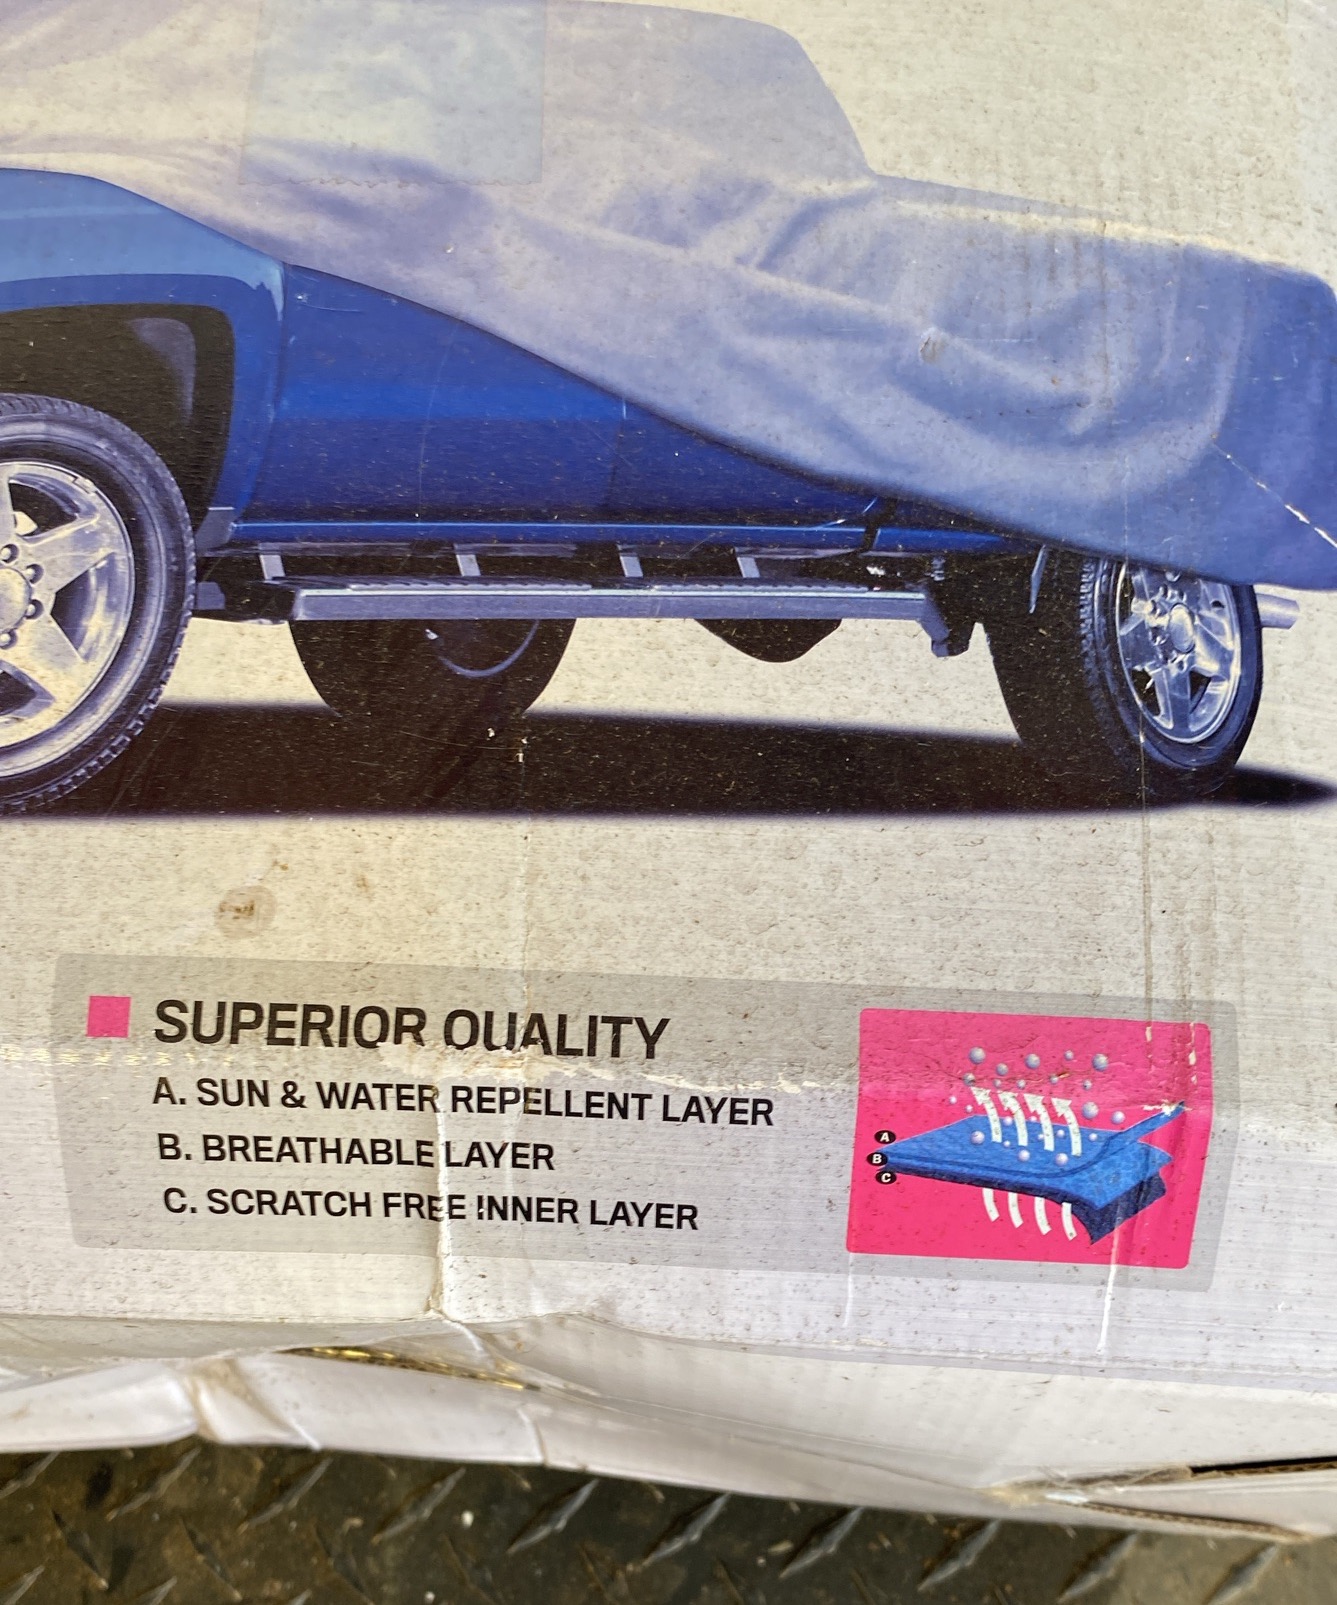 SUPERIOR QUALITY
A. SUN & WATER REPELLENT LAYER
B. BREATHABLE LAYER
C. SCRATCH FREE INNER LAYER
A
B
C